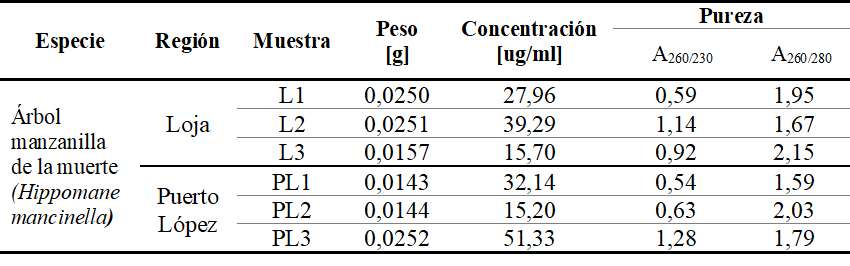 Especie Región Muestra Peso [g] Concentración [ug/ml] Pureza
A260/230 A260/280
Árbol manzanilla de la muerte (Hippomane mancinella)
Loja
L1 0,0250 27,96 0,59 1,95
L2 0,0251 39,29 1,14 1,67
L3 0,0157 15,70 0,92 2,15
Puerto López
PL1 0,0143 32,14 0,54 1,59
PL2 0,0144 15,20 0,63 2,03
PL3 0,0252 51,33 1,28 1,79